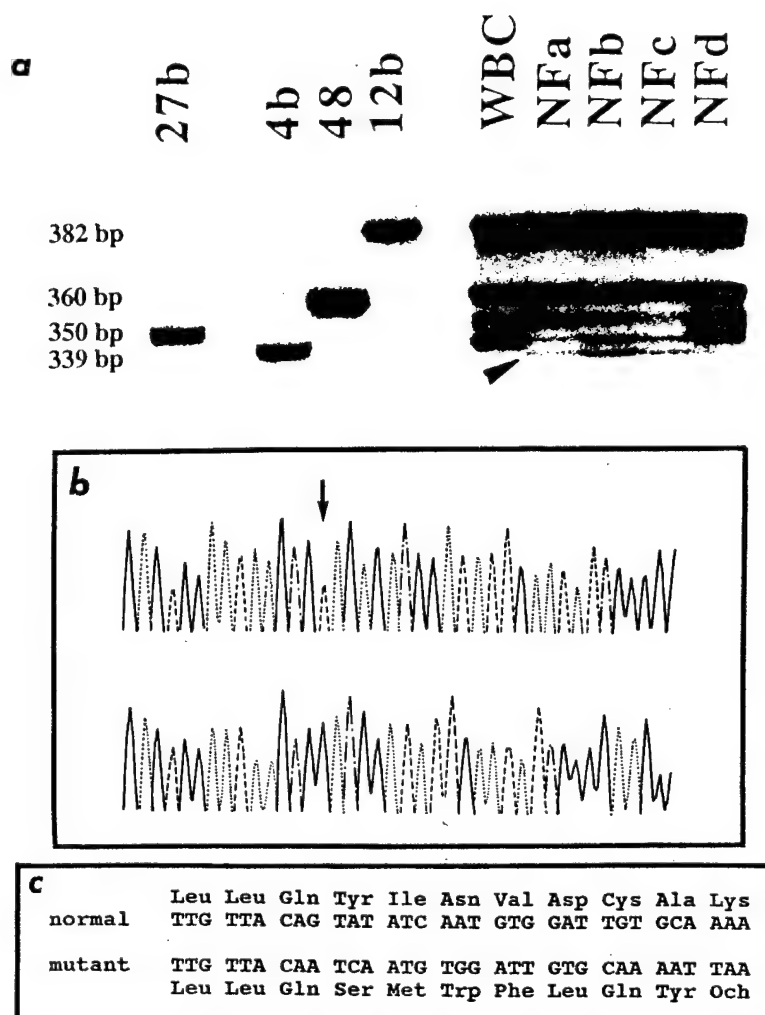 a
27b 4b 48 12b WBC NFa NFb NFc NFd
382 bp
360 bp
350 bp
339 bp
b
c
Leu Leu Gln Tyr Ile Asn Val Asp Cys Ala Lys
normal TTG TTA CAG TAT ATC AAT GTG GAT TGT GCA AAA
mutant TTG TTA CAA TCA ATG TGG ATT GTG CAA AAT TAA
Leu Leu Gln Ser Met Trp Phe Leu Gln Tyr Och